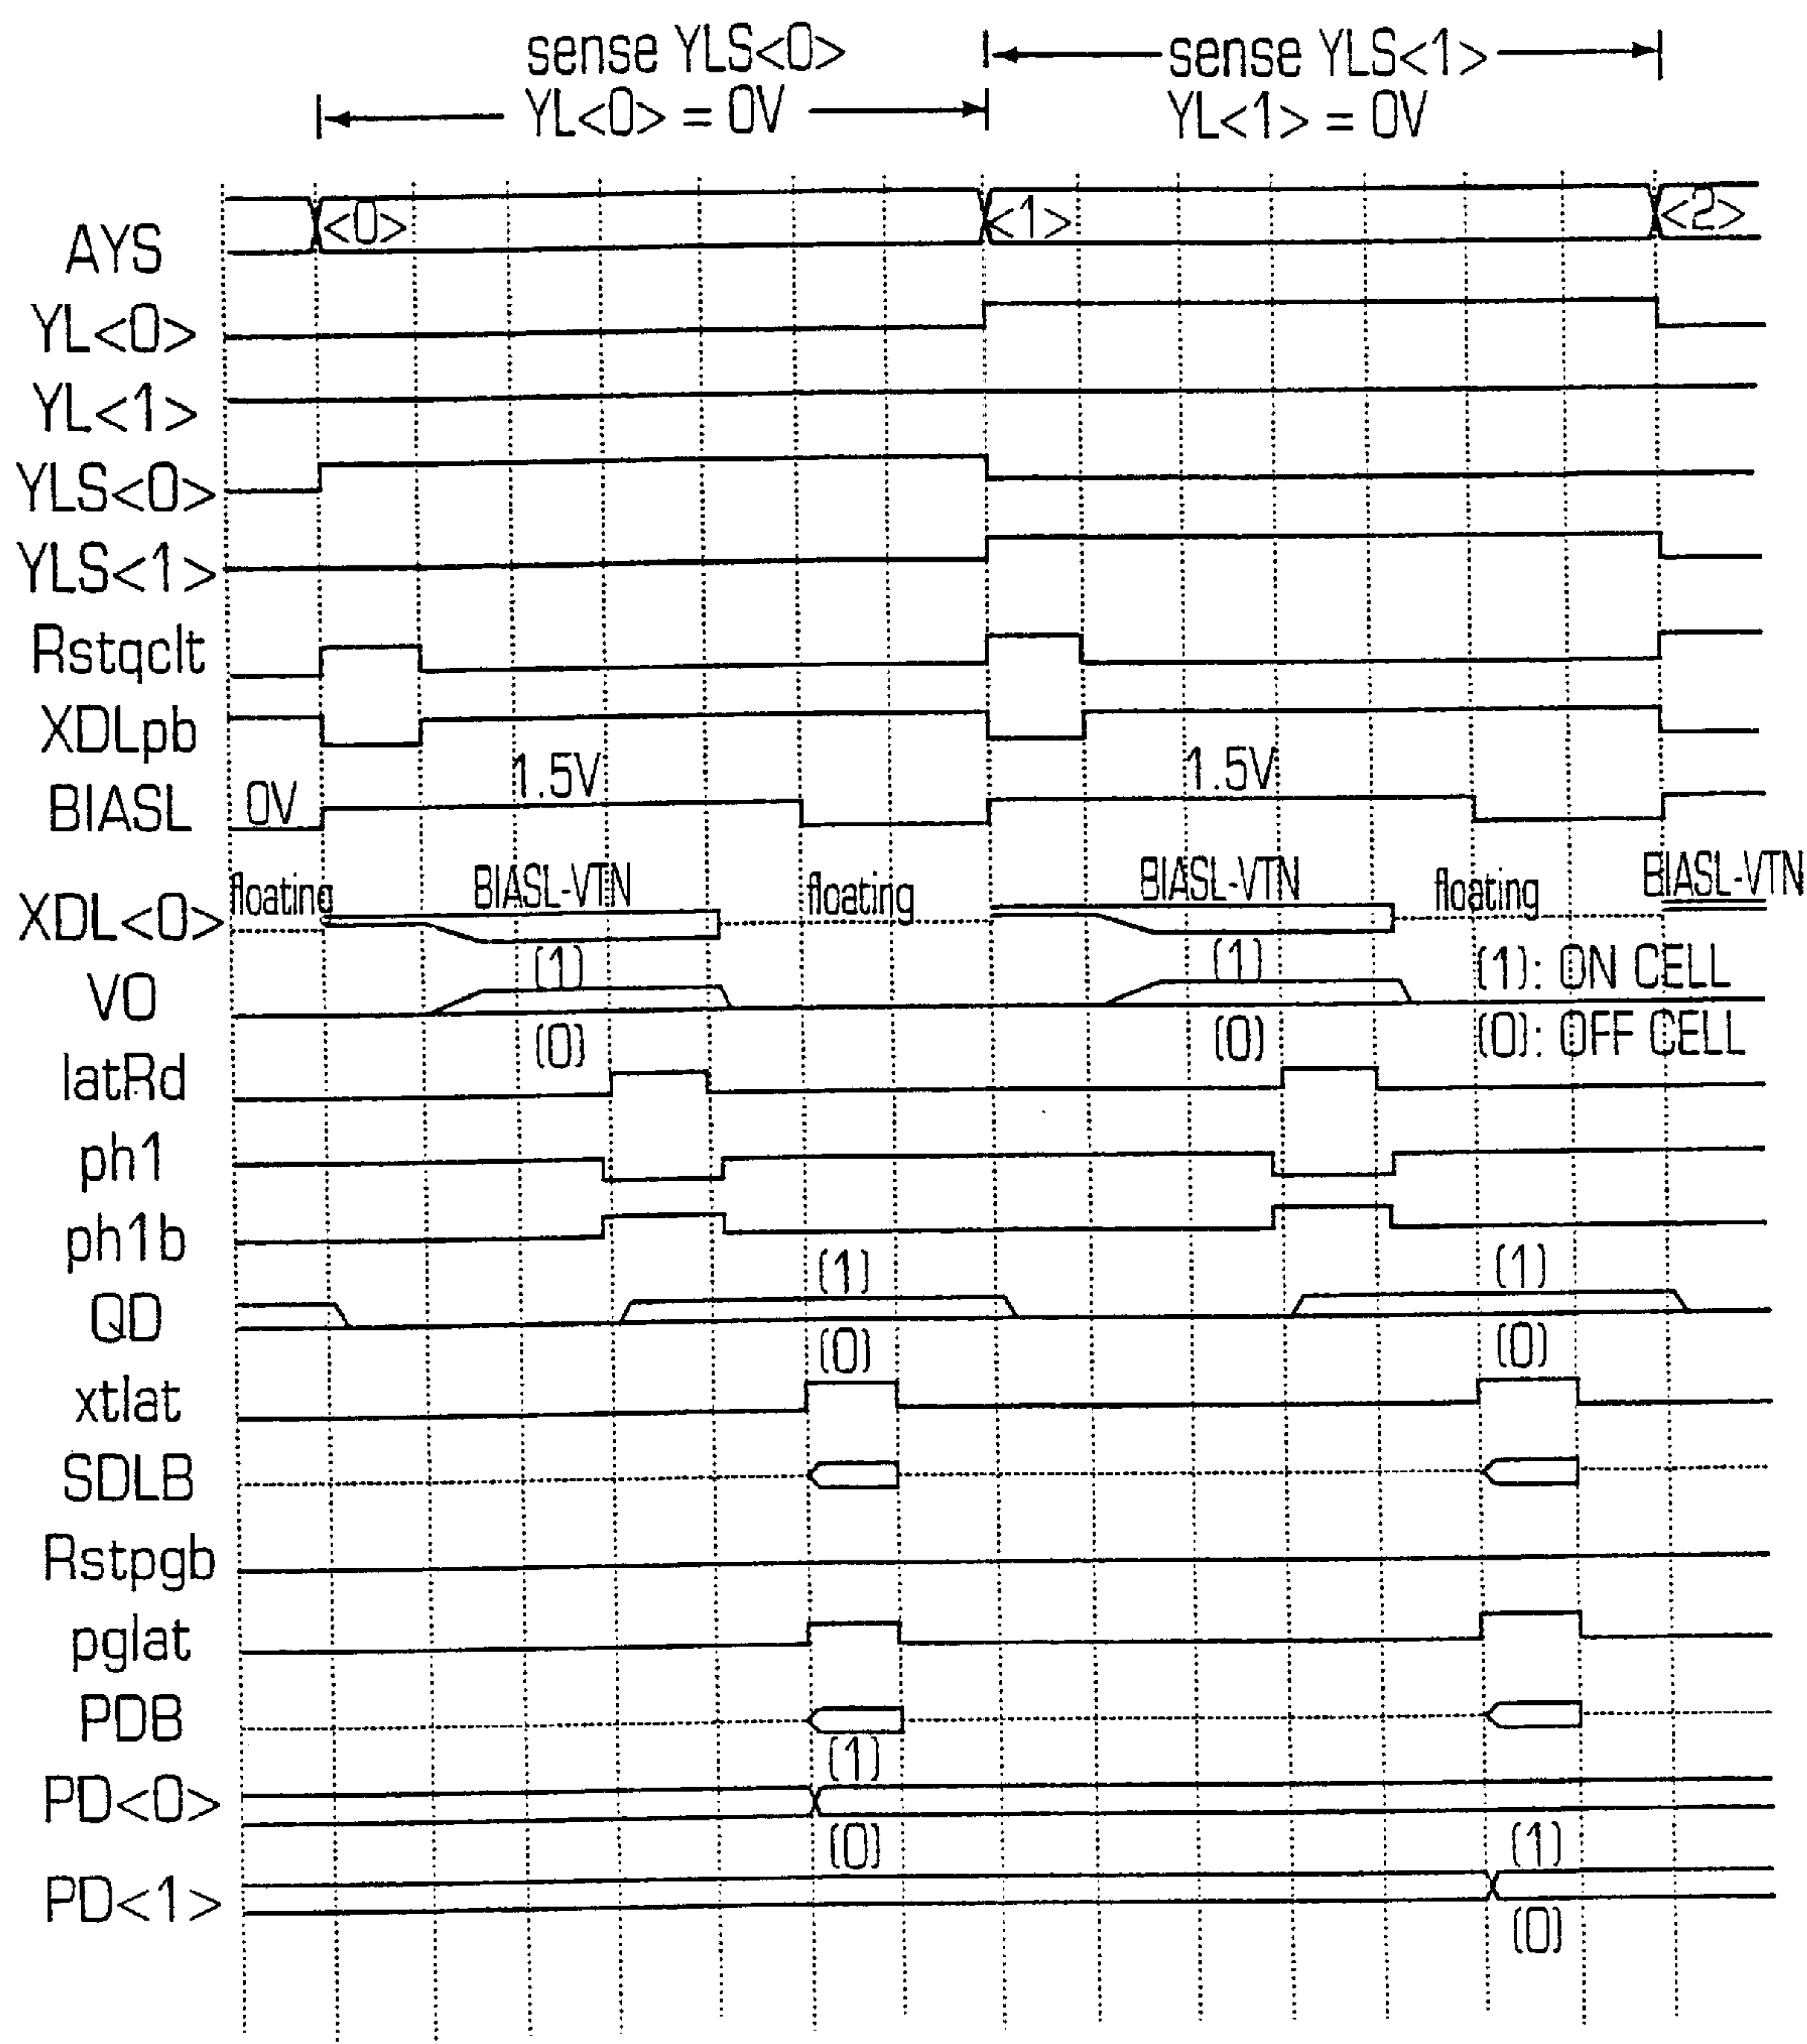 sense YLS<0>
YL<0> = 0V
sense YLS<1>
YL<1> = 0V
AYS <0> <1> <2>
YL<0>
YL<1>
YLS<0>
YLS<1>
Rstqclt
XDLpb
BIASL 0V 1.5V 1.5V
XDL<0> floating BIASL-VTN floating BIASL-VTN floating BIASL-VTN
VO (1) (1) (1): ON CELL
(0) (0) (0): OFF CELL
latRd
ph1
ph1b
QD (1) (1)
(0) (0)
xtlat
SDLB
Rstpgb
pglat
PDB
PD<0> (1)
(0)
PD<1> (1)
(0)